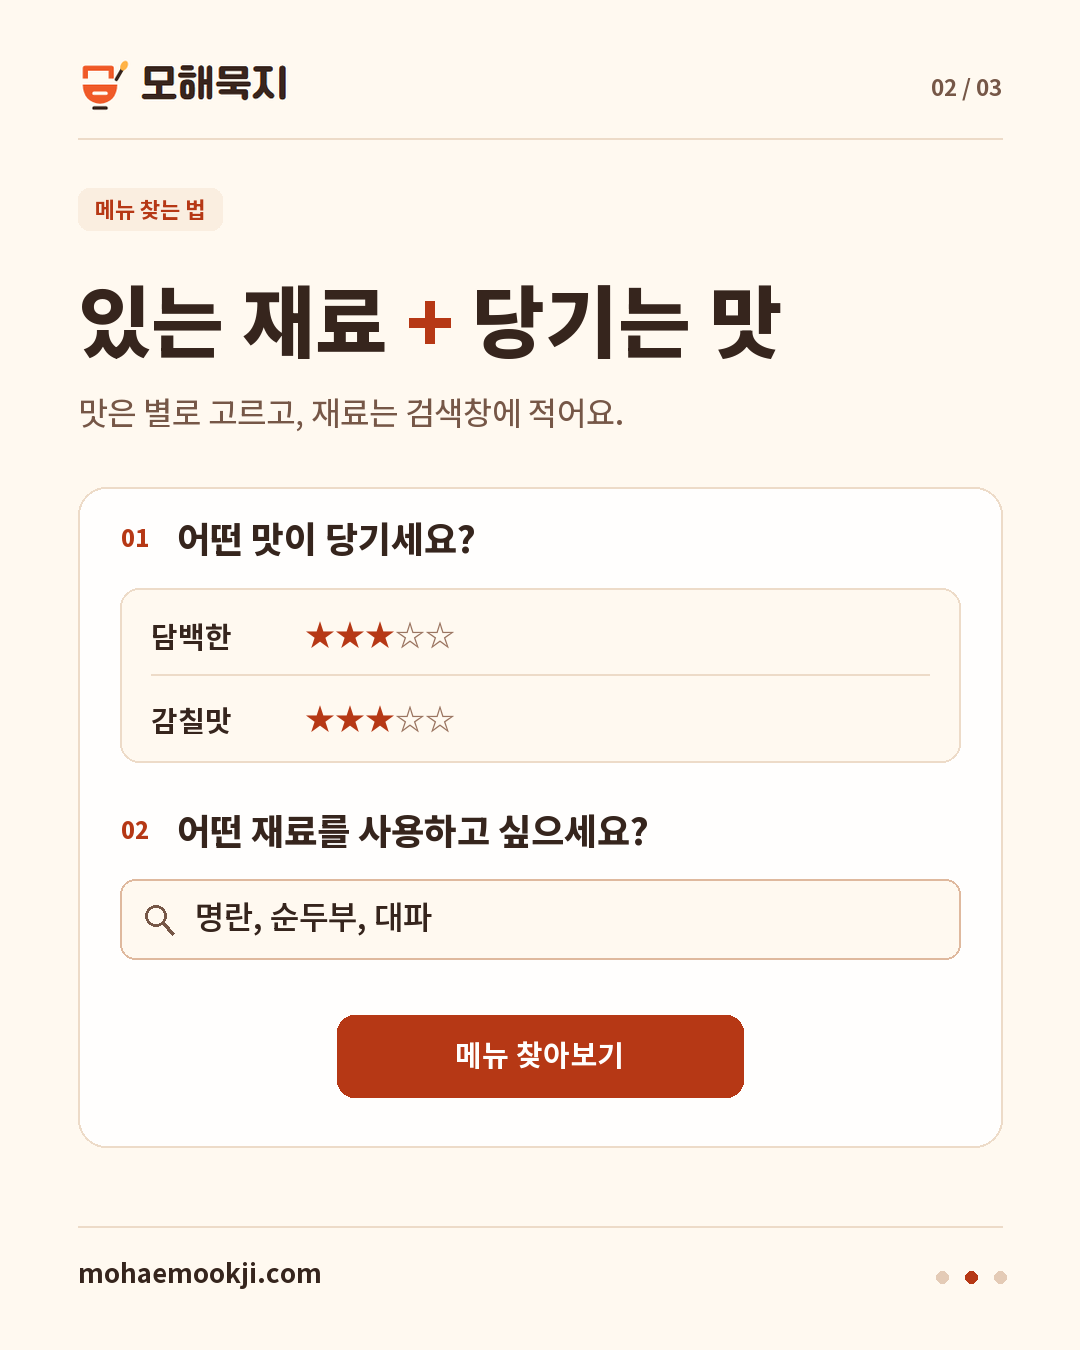 모해묵지
02 / 03
메뉴 찾는 법
있는 재료 + 당기는 맛
맛은 별로 고르고, 재료는 검색창에 적어요.
01 어떤 맛이 당기세요?
담백한 ★★★☆☆
감칠맛 ★★★☆☆
02 어떤 재료를 사용하고 싶으세요?
명란, 순두부, 대파
메뉴 찾아보기
mohaemookji.com